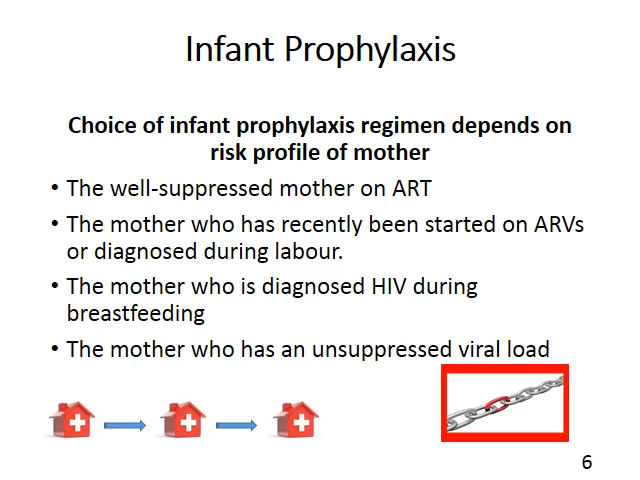 Infant Prophylaxis
Choice of infant prophylaxis regimen depends on
risk profile of mother
• The well-suppressed mother on ART
• The mother who has recently been started on ARVs
or diagnosed during labour.
• The mother who is diagnosed HIV during
breastfeeding
• The mother who has an unsuppressed viral load
6